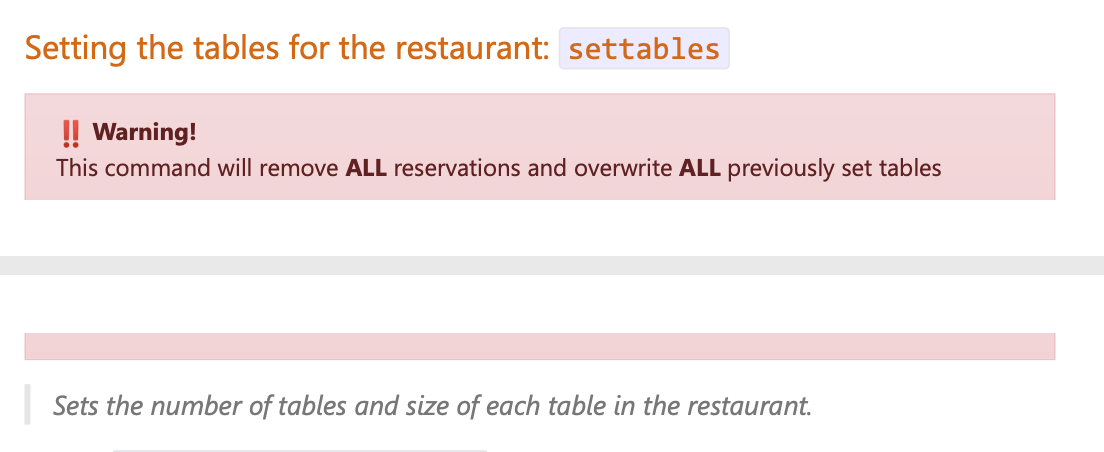 Setting the tables for the restaurant: settables
‼ Warning!
This command will remove ALL reservations and overwrite ALL previously set tables
Sets the number of tables and size of each table in the restaurant.